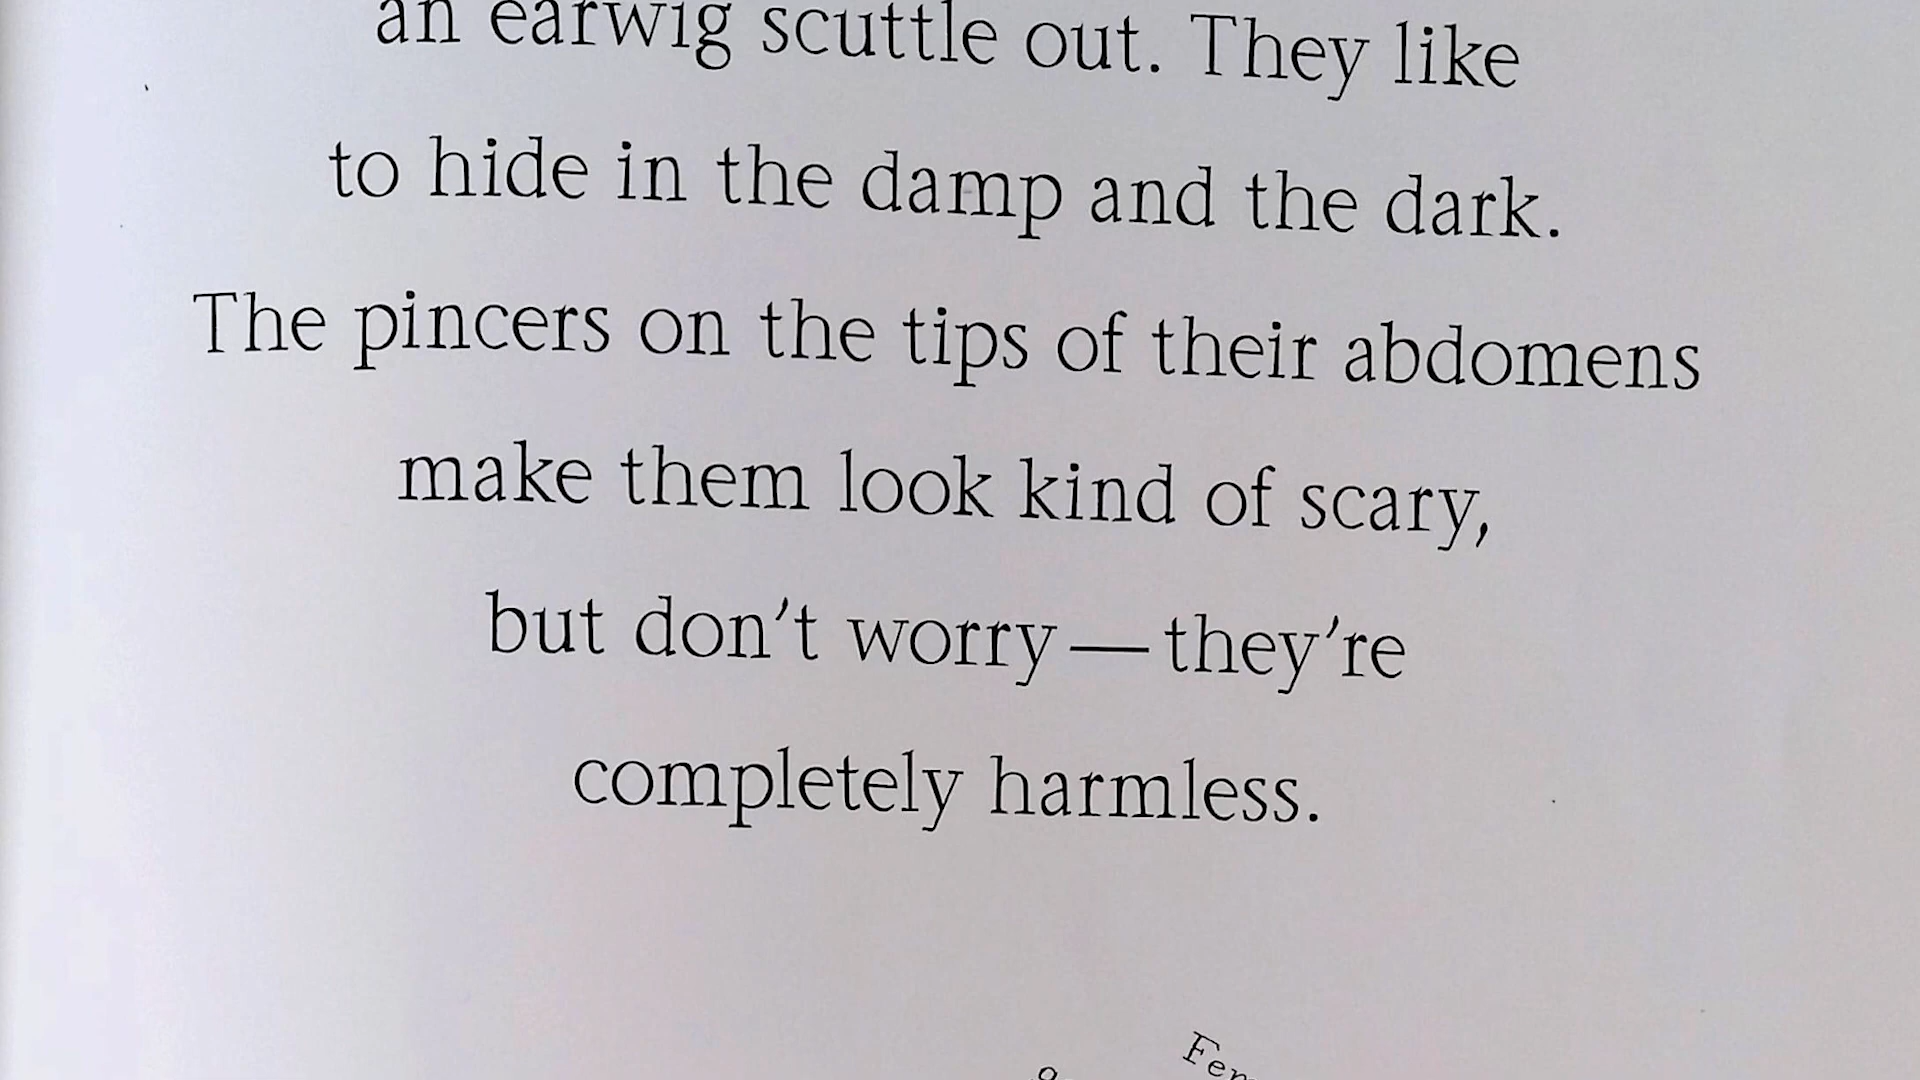 an earwig scuttle out. They like
to hide in the damp and the dark.
The pincers on the tips of their abdomens
make them look kind of scary,
but don't worry—they're
completely harmless.